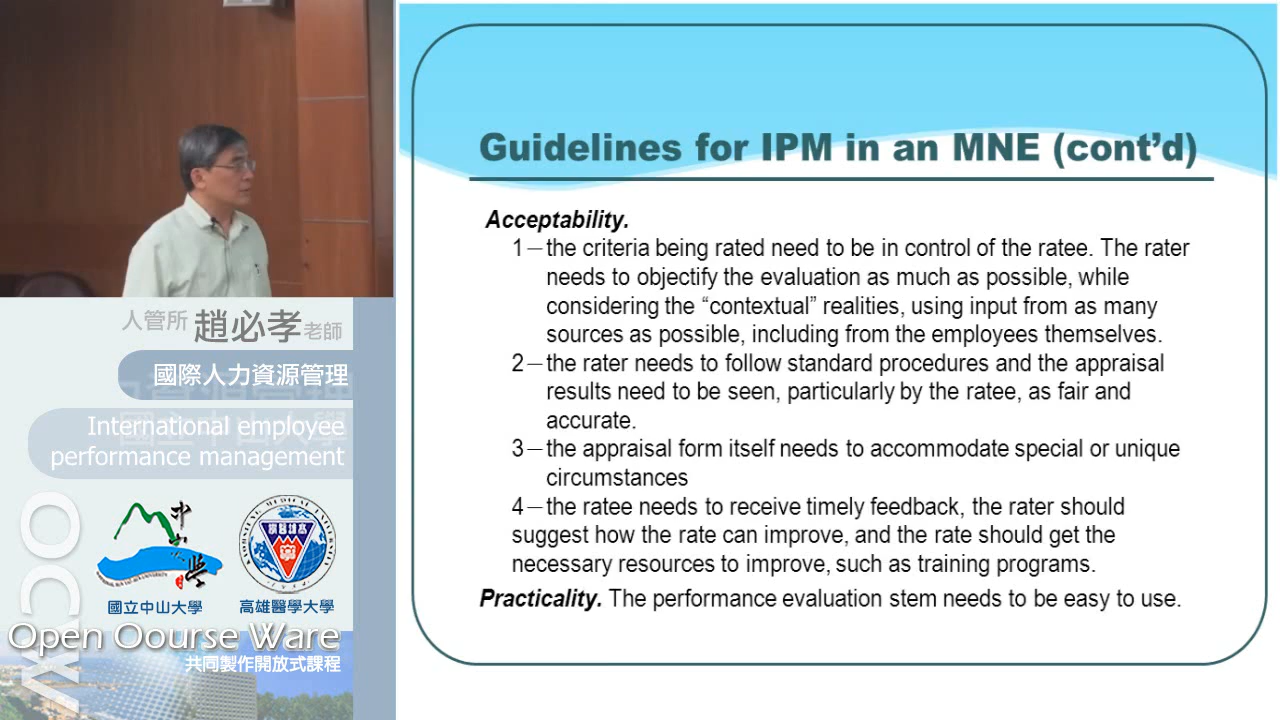 人管所 趙必孝 老師
國際人力資源管理
International employee
performance management
OCW
國立中山大學
高雄醫學大學
Open Oourse Ware
共同製作開放式課程
Guidelines for IPM in an MNE (cont’d)
Acceptability.
1－the criteria being rated need to be in control of the ratee. The rater
needs to objectify the evaluation as much as possible, while
considering the “contextual” realities, using input from as many
sources as possible, including from the employees themselves.
2－the rater needs to follow standard procedures and the appraisal
results need to be seen, particularly by the ratee, as fair and
accurate.
3－the appraisal form itself needs to accommodate special or unique
circumstances
4－the ratee needs to receive timely feedback, the rater should
suggest how the rate can improve, and the rate should get the
necessary resources to improve, such as training programs.
Practicality. The performance evaluation stem needs to be easy to use.